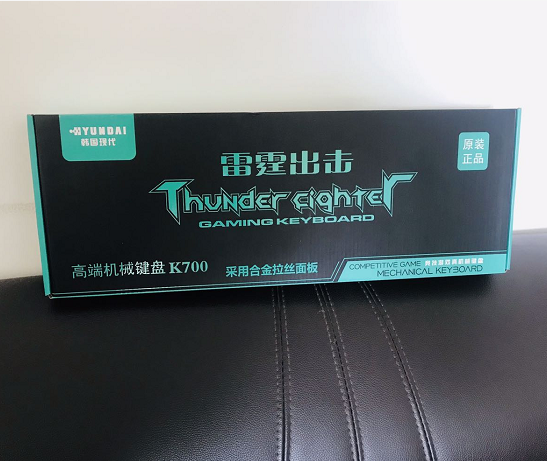 HYUNDAI
韩国现代
原装
正品
雷霆出击
Thunder Fighter
GAMING KEYBOARD
高端机械键盘 K700
采用合金拉丝面板
COMPETITIVE GAME
MECHANICAL KEYBOARD